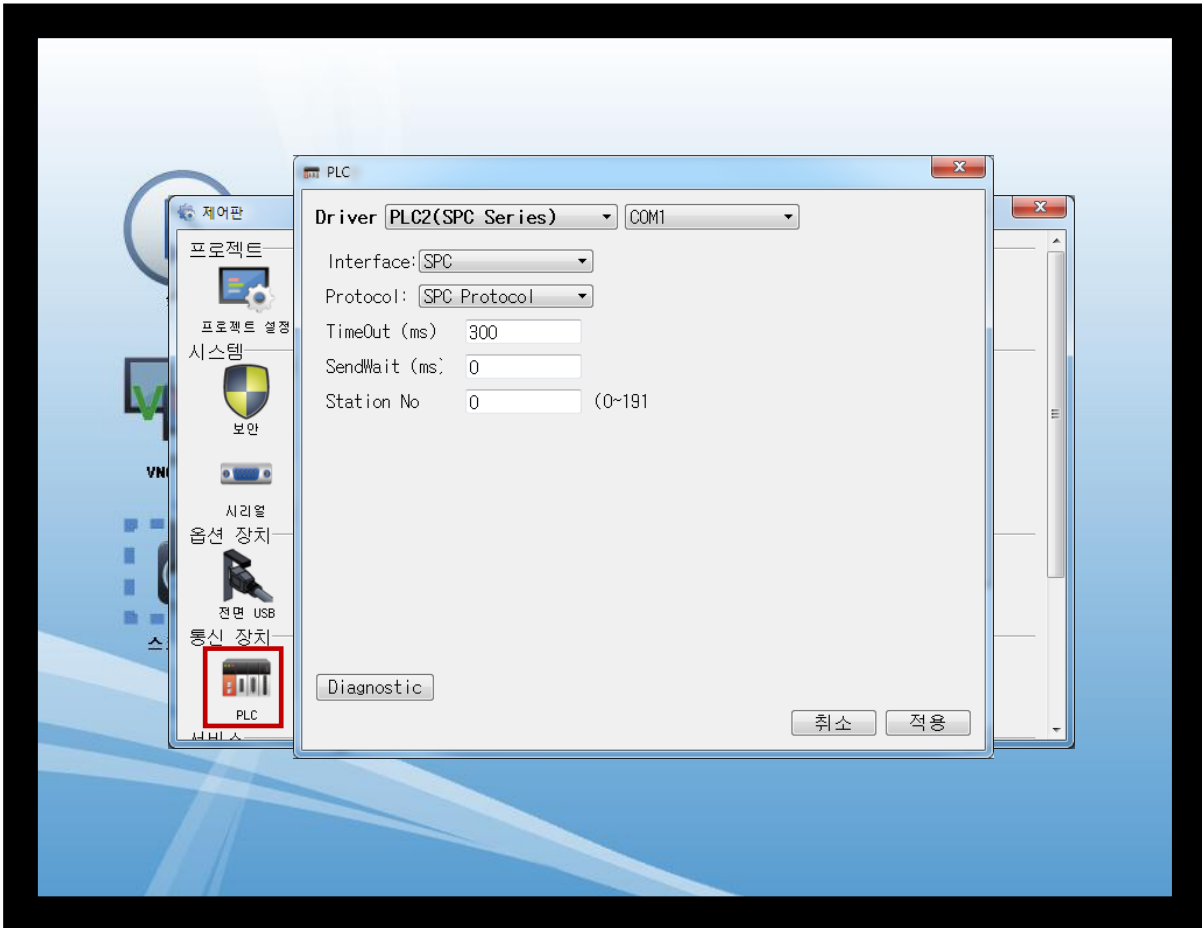 PLC
Driver PLC2(SPC Series) COM1
Interface: SPC
Protocol: SPC Protocol
TimeOut (ms) 300
SendWait (ms) 0
Station No 0 (0~191
Diagnostic
취소 적용
제어판
프로젝트
프로젝트 설정
시스템
보안
시리얼
옵션 장치
전면 USB
통신 장치
PLC